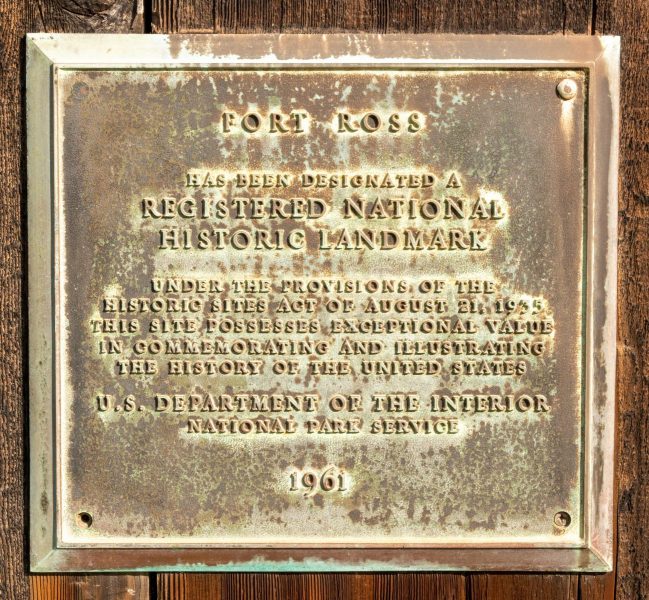 FORT ROSS
HAS BEEN DESIGNATED A
REGISTERED NATIONAL
HISTORIC LANDMARK
UNDER THE PROVISIONS OF THE
HISTORIC SITES ACT OF AUGUST 21, 1935
THIS SITE POSSESSES EXCEPTIONAL VALUE
IN COMMEMORATING AND ILLUSTRATING
THE HISTORY OF THE UNITED STATES
U.S. DEPARTMENT OF THE INTERIOR
NATIONAL PARK SERVICE
1961